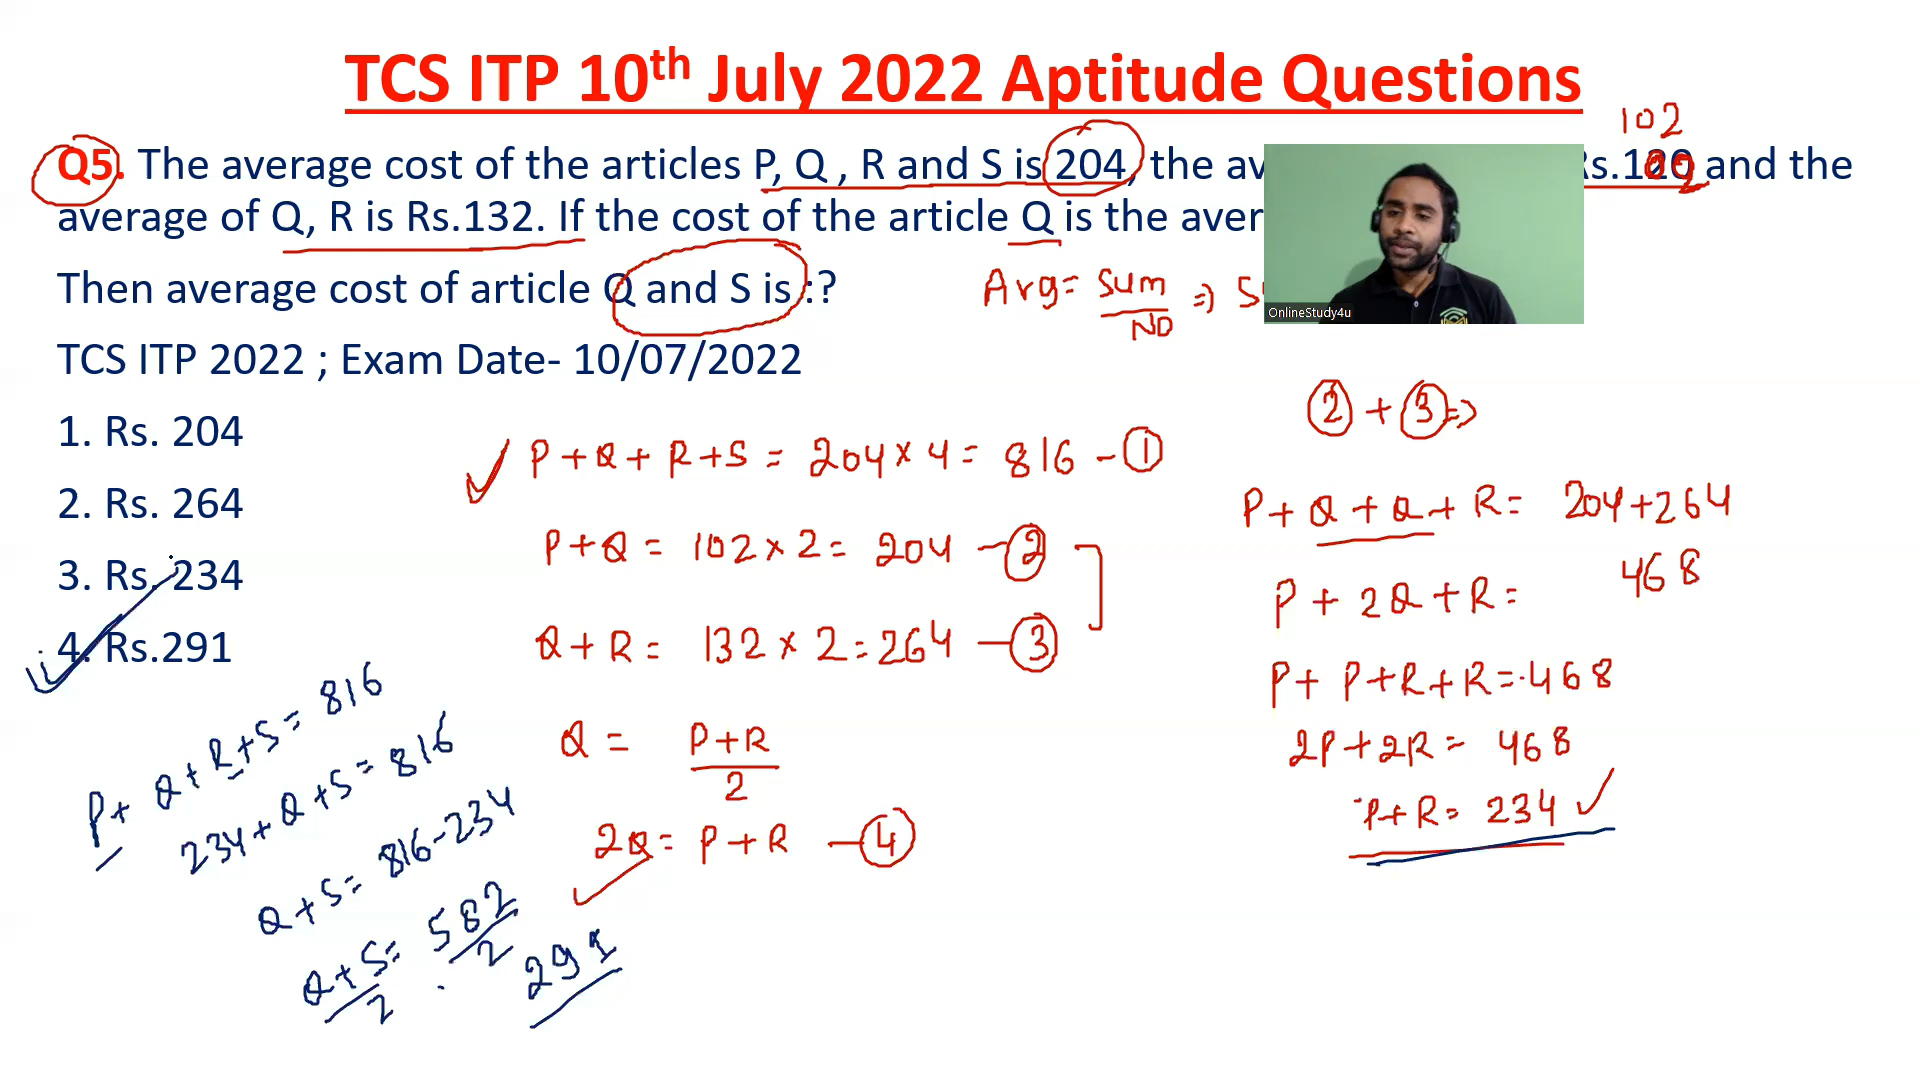 TCS ITP 10th July 2022 Aptitude Questions
102
Q5. The average cost of the articles P, Q , R and S is 204, the and the
average of Q, R is Rs.132. If the cost of the article Q is the
Then average cost of article Q and S is :?
Avg = Sum
NO
=>
OnlineStudy4u
TCS ITP 2022 ; Exam Date- 10/07/2022
1. Rs. 204
2. Rs. 264
3. Rs. 234
4. Rs.291
P + Q + R + S = 204 × 4 = 816 - 1
P + Q = 102 × 2 = 204 - 2
Q + R = 132 × 2 = 264 - 3
Q = P+R
2
2Q = P + R - 4
2 + 3 =>
P + Q + Q + R = 204 + 264
468
P + 2Q + R =
P + P + R + R = 468
2P + 2R = 468
P + R = 234
P + Q + R + S = 816
234 + Q + S = 816
Q + S = 816 - 234
Q + S = 582
2 2
291